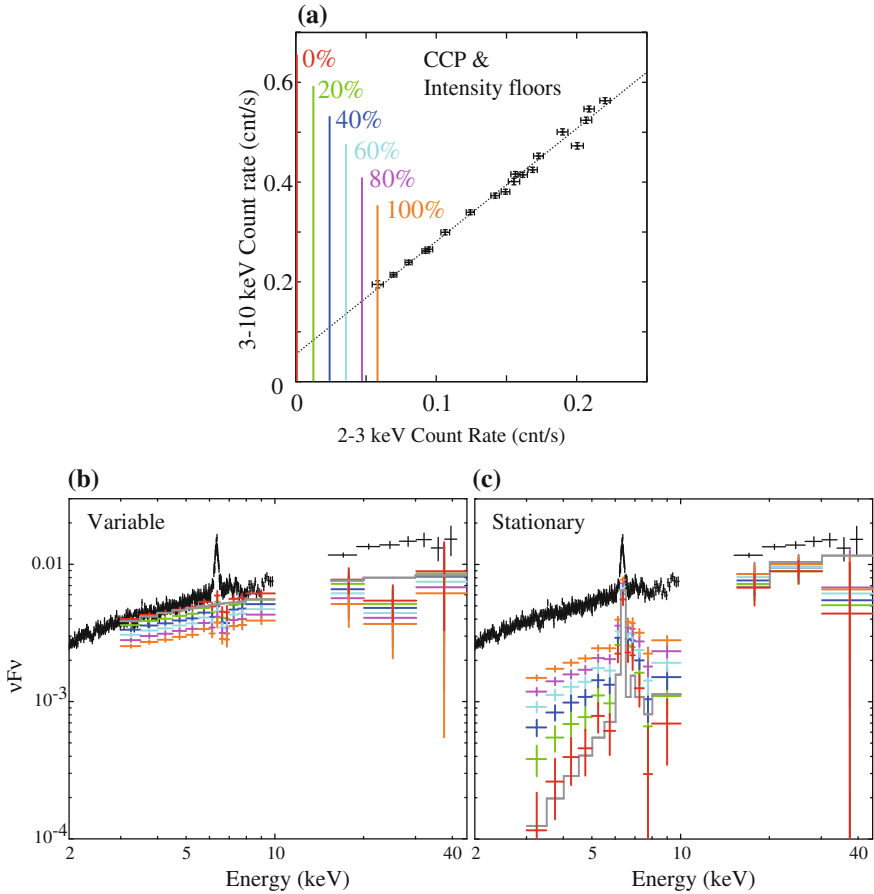 (a)
CCP &
Intensity floors
0%
20%
40%
60%
80%
100%
3-10 keV Count rate (cnt/s)
0.6
0.4
0.2
0
0
0.1
0.2
2-3 keV Count Rate (cnt/s)
(b)
Variable
νFν
0.01
10⁻³
10⁻⁴
2
5
10
40
Energy (keV)
(c)
Stationary
2
5
10
40
Energy (keV)